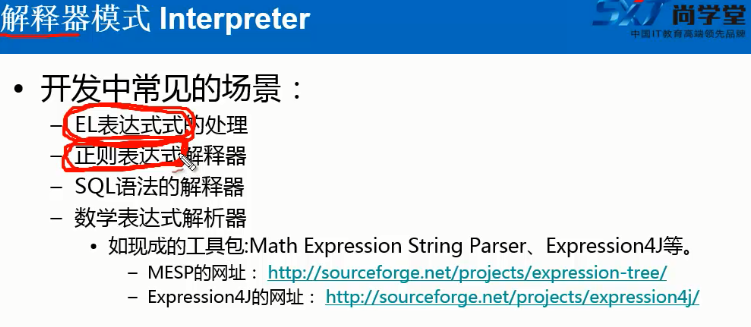 解释器模式 Interpreter
SXT 尚学堂
中国IT教育高端领先品牌
• 开发中常见的场景：
– EL表达式式的处理
– 正则表达式解释器
– SQL语法的解释器
– 数学表达式解析器
• 如现成的工具包:Math Expression String Parser、Expression4J等。
– MESP的网址： http://sourceforge.net/projects/expression-tree/
– Expression4J的网址： http://sourceforge.net/projects/expression4j/